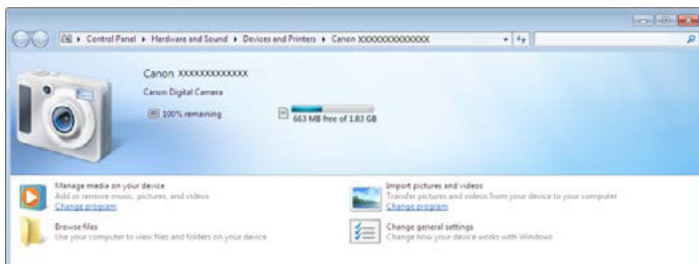 Control Panel ▸ Hardware and Sound ▸ Devices and Printers ▸ Canon XXXXXXXXXXXXX
Canon XXXXXXXXXXXXX
Canon Digital Camera
100% remaining
663 MB free of 1.83 GB
Manage media on your device
Add or remove music, pictures, and videos
Change program
Import pictures and videos
Transfer pictures and videos from your device to your computer
Change program
Browse files
Use your computer to view files and folders on your device
Change general settings
Change how your device works with Windows